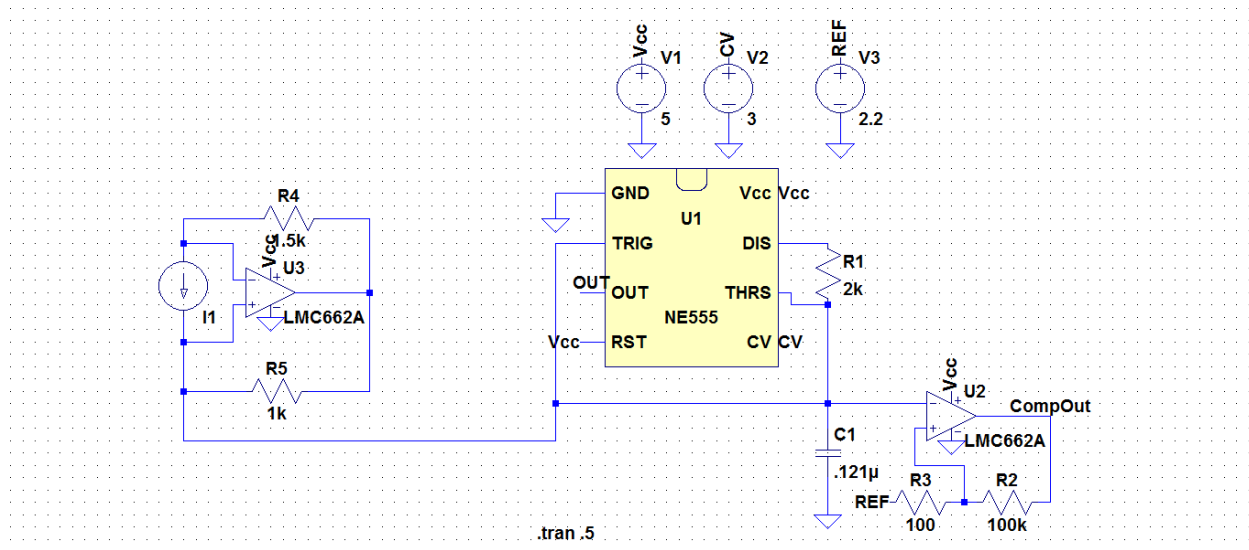 Vcc
V1
5
CV
V2
3
REF
V3
2.2
GND
Vcc
Vcc
U1
TRIG
DIS
OUT
OUT
THRS
NE555
Vcc
RST
CV
CV
R1
2k
R4
1.5k
Vcc
U3
LMC662A
I1
R5
1k
Vcc
U2
CompOut
LMC662A
C1
.121µ
REF
R3
100
R2
100k
.tran .5